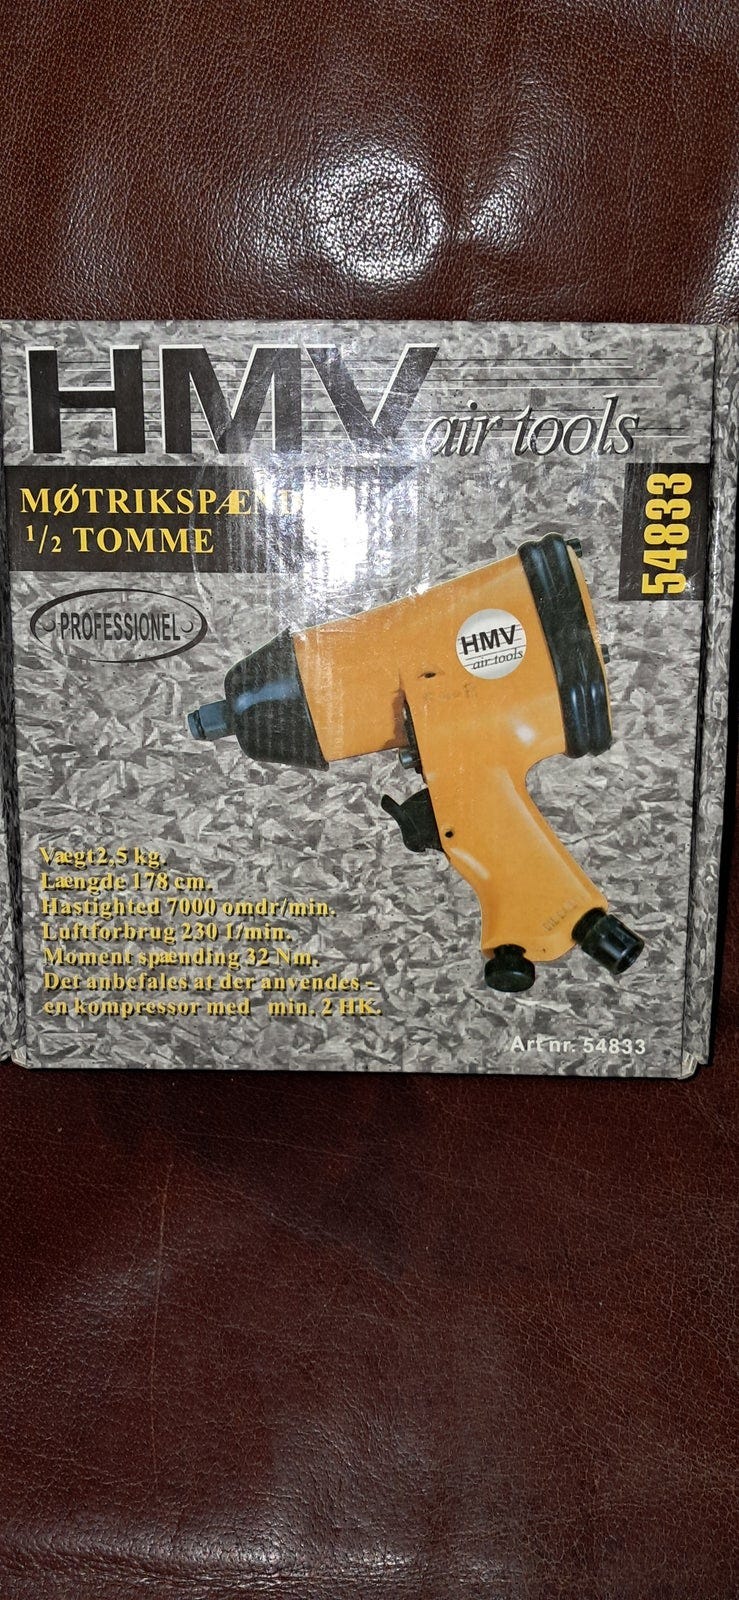 HMV air tools
MØTRIKSPÆND
1/2 TOMME
54833
PROFESSIONEL
HMV
air tools
Vægt2,5 kg.
Længde 178 cm.
Hastighted 7000 omdr/min.
Luftforbrug 230 1/min.
Moment spænding 32 Nm.
Det anbefales at der anvendes -
en kompressor med min. 2 HK.
Art nr. 54833